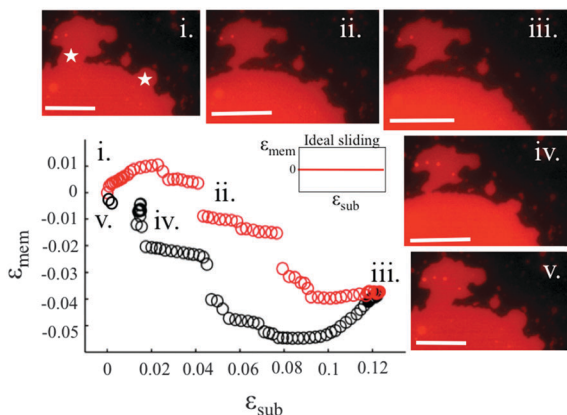 i.
ii.
iii.
iv.
v.
Ideal sliding
ε_mem
0
ε_sub
i.
ii.
iii.
iv.
v.
0.01
0
-0.01
-0.02
-0.03
-0.04
-0.05
ε_mem
0
0.02
0.04
0.06
0.08
0.10
0.12
ε_sub